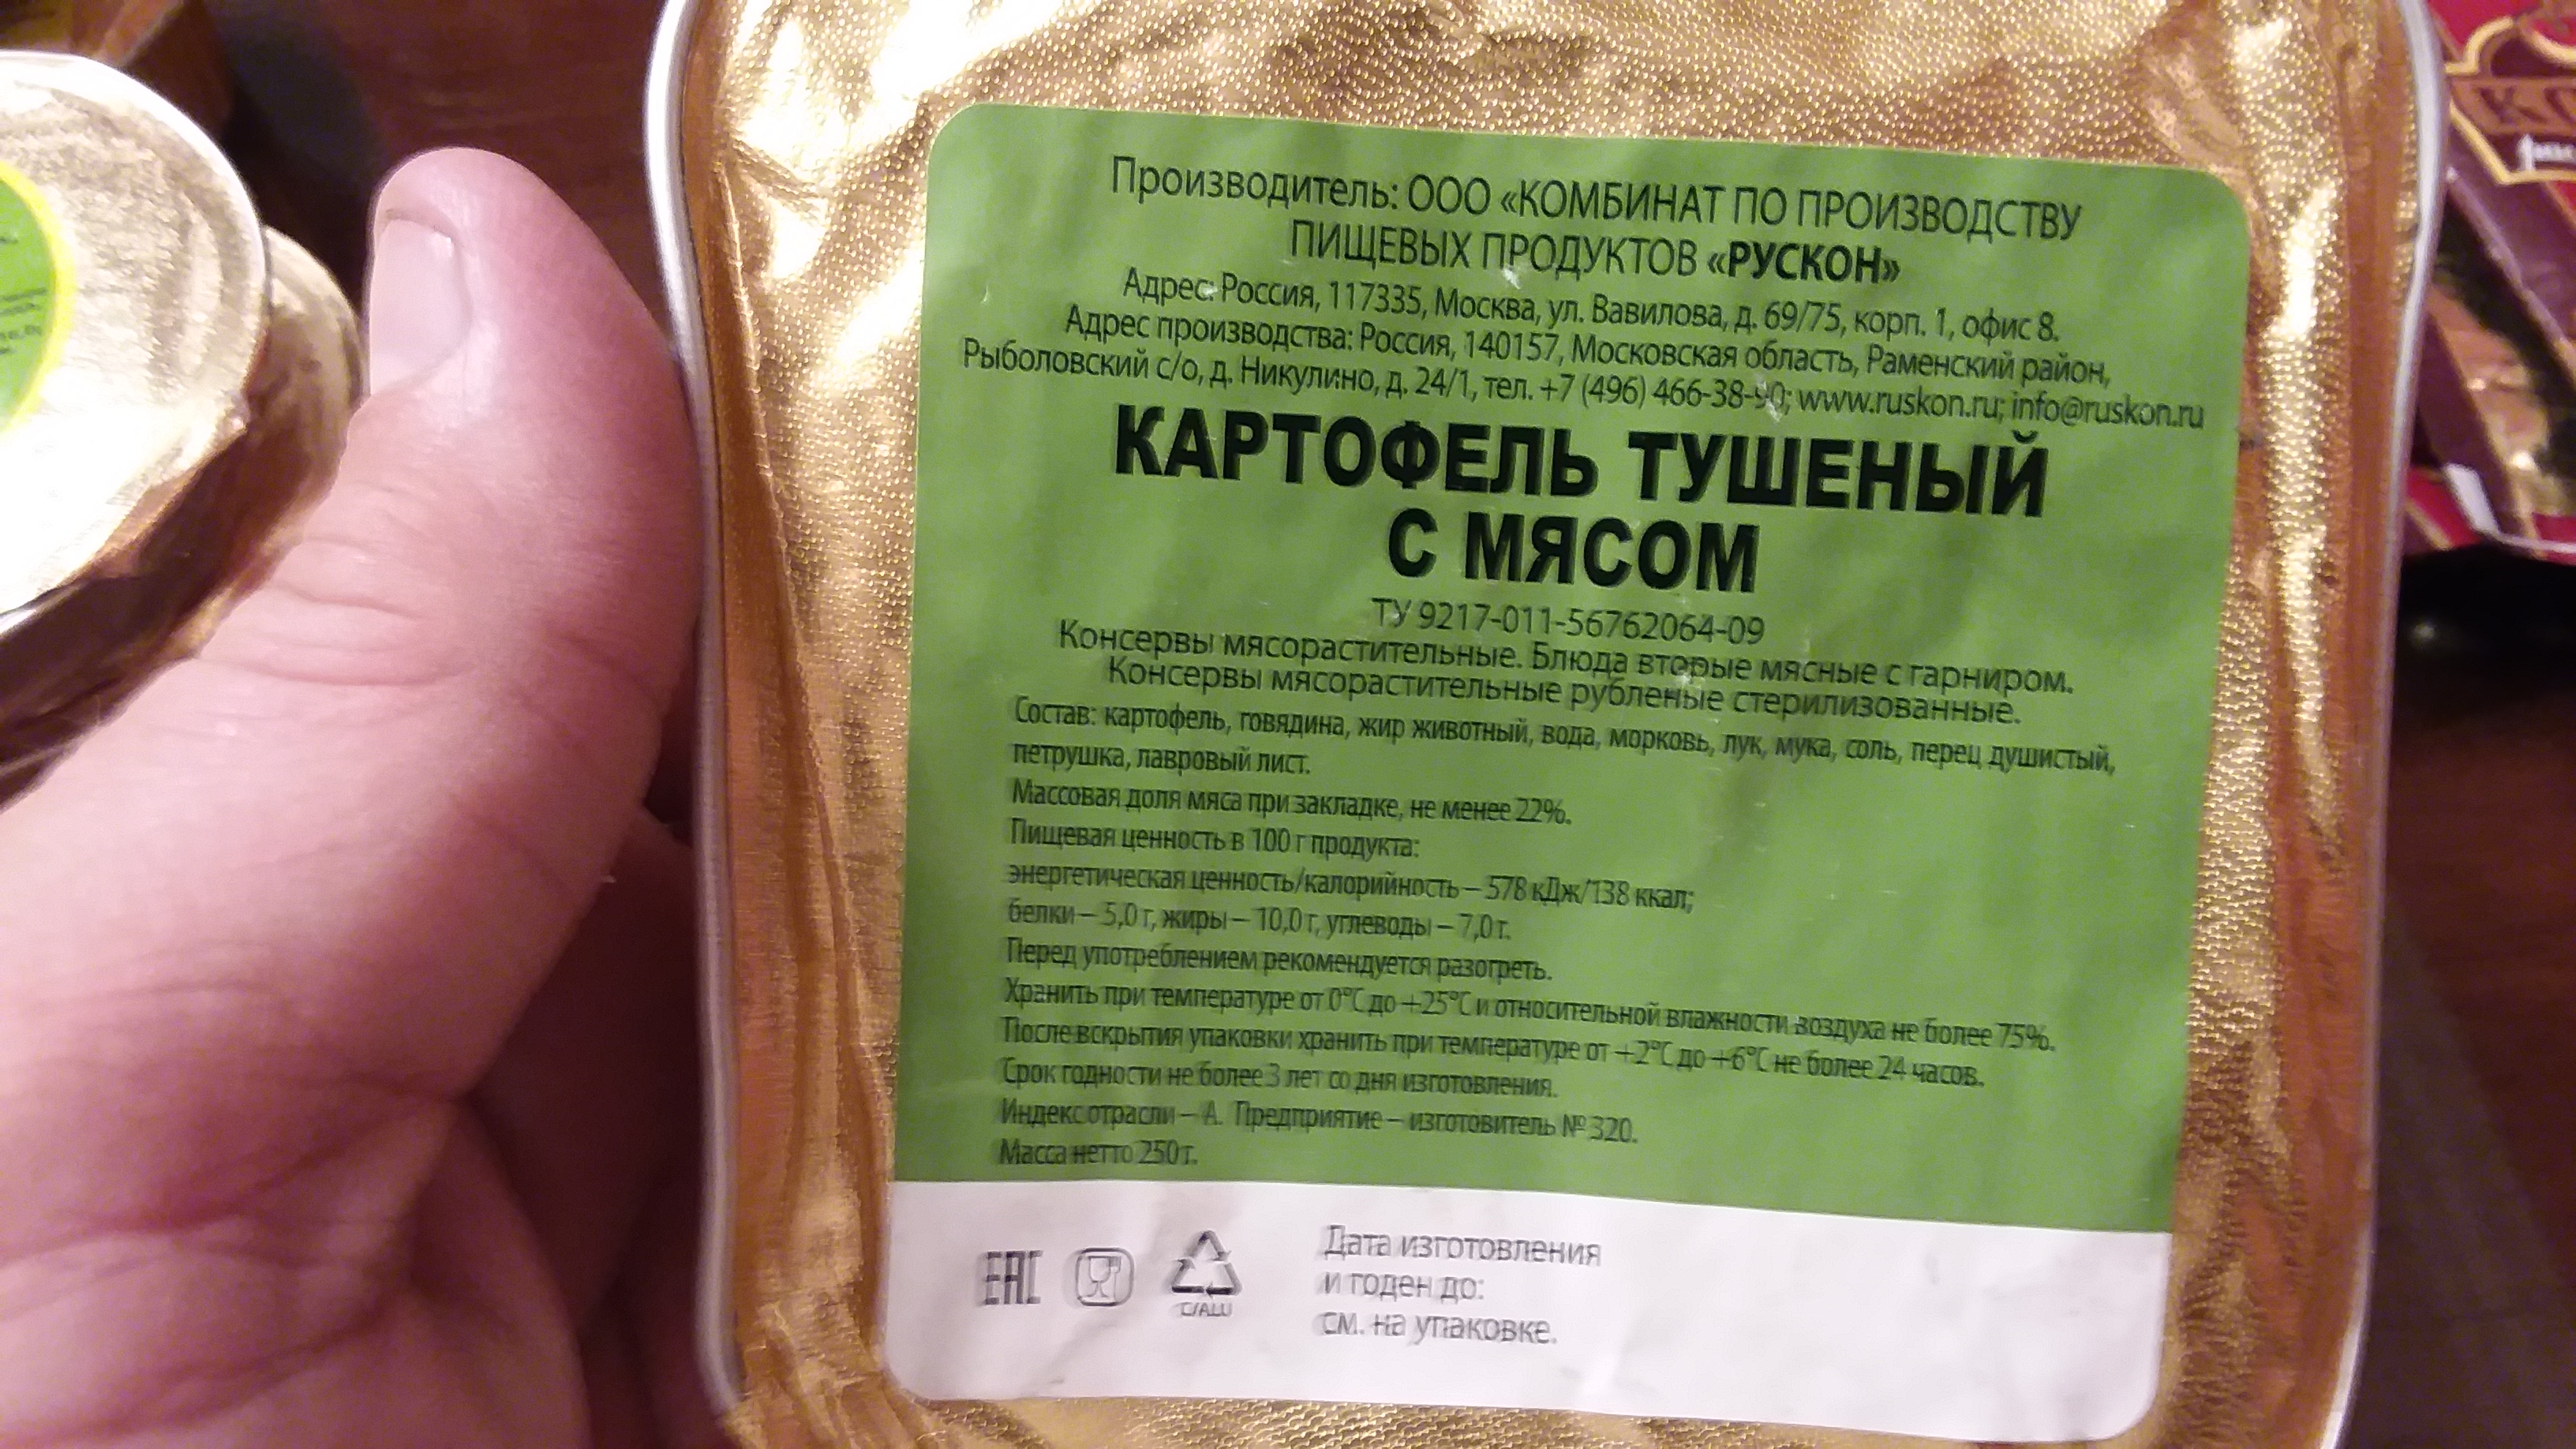 Производитель: ООО «КОМБИНАТ ПО ПРОИЗВОДСТВУ
ПИЩЕВЫХ ПРОДУКТОВ «РУСКОН»
Адрес: Россия, 117335, Москва, ул. Вавилова, д. 69/75, корп. 1, офис 8.
Адрес производства: Россия, 140157, Московская область, Раменский район,
Рыболовский с/о, д. Никулино, д. 24/1, тел. +7 (496) 466-38-90; www.ruskon.ru; info@ruskon.ru
КАРТОФЕЛЬ ТУШЕНЫЙ
С МЯСОМ
ТУ 9217-011-56762064-09
Консервы мясорастительные. Блюда вторые мясные с гарниром.
Консервы мясорастительные рубленые стерилизованные.
Состав: картофель, говядина, жир животный, вода, морковь, лук, мука, соль, перец душистый,
петрушка, лавровый лист.
Массовая доля мяса при закладке, не менее 22%.
Пищевая ценность в 100 г продукта:
энергетическая ценность/калорийность – 578 кДж/138 ккал;
белки – 5,0 г, жиры – 10,0 г, углеводы – 7,0 г.
Перед употреблением рекомендуется разогреть.
Хранить при температуре от 0°С до +25°С и относительной влажности воздуха не более 75%.
После вскрытия упаковки хранить при температуре от +2°С до +6°С не более 24 часов.
Срок годности не более 3 лет со дня изготовления.
Индекс отрасли – А. Предприятие – изготовитель № 320.
Масса нетто 250 г.
EAC
C/ALU
Дата изготовления
и годен до:
см. на упаковке.